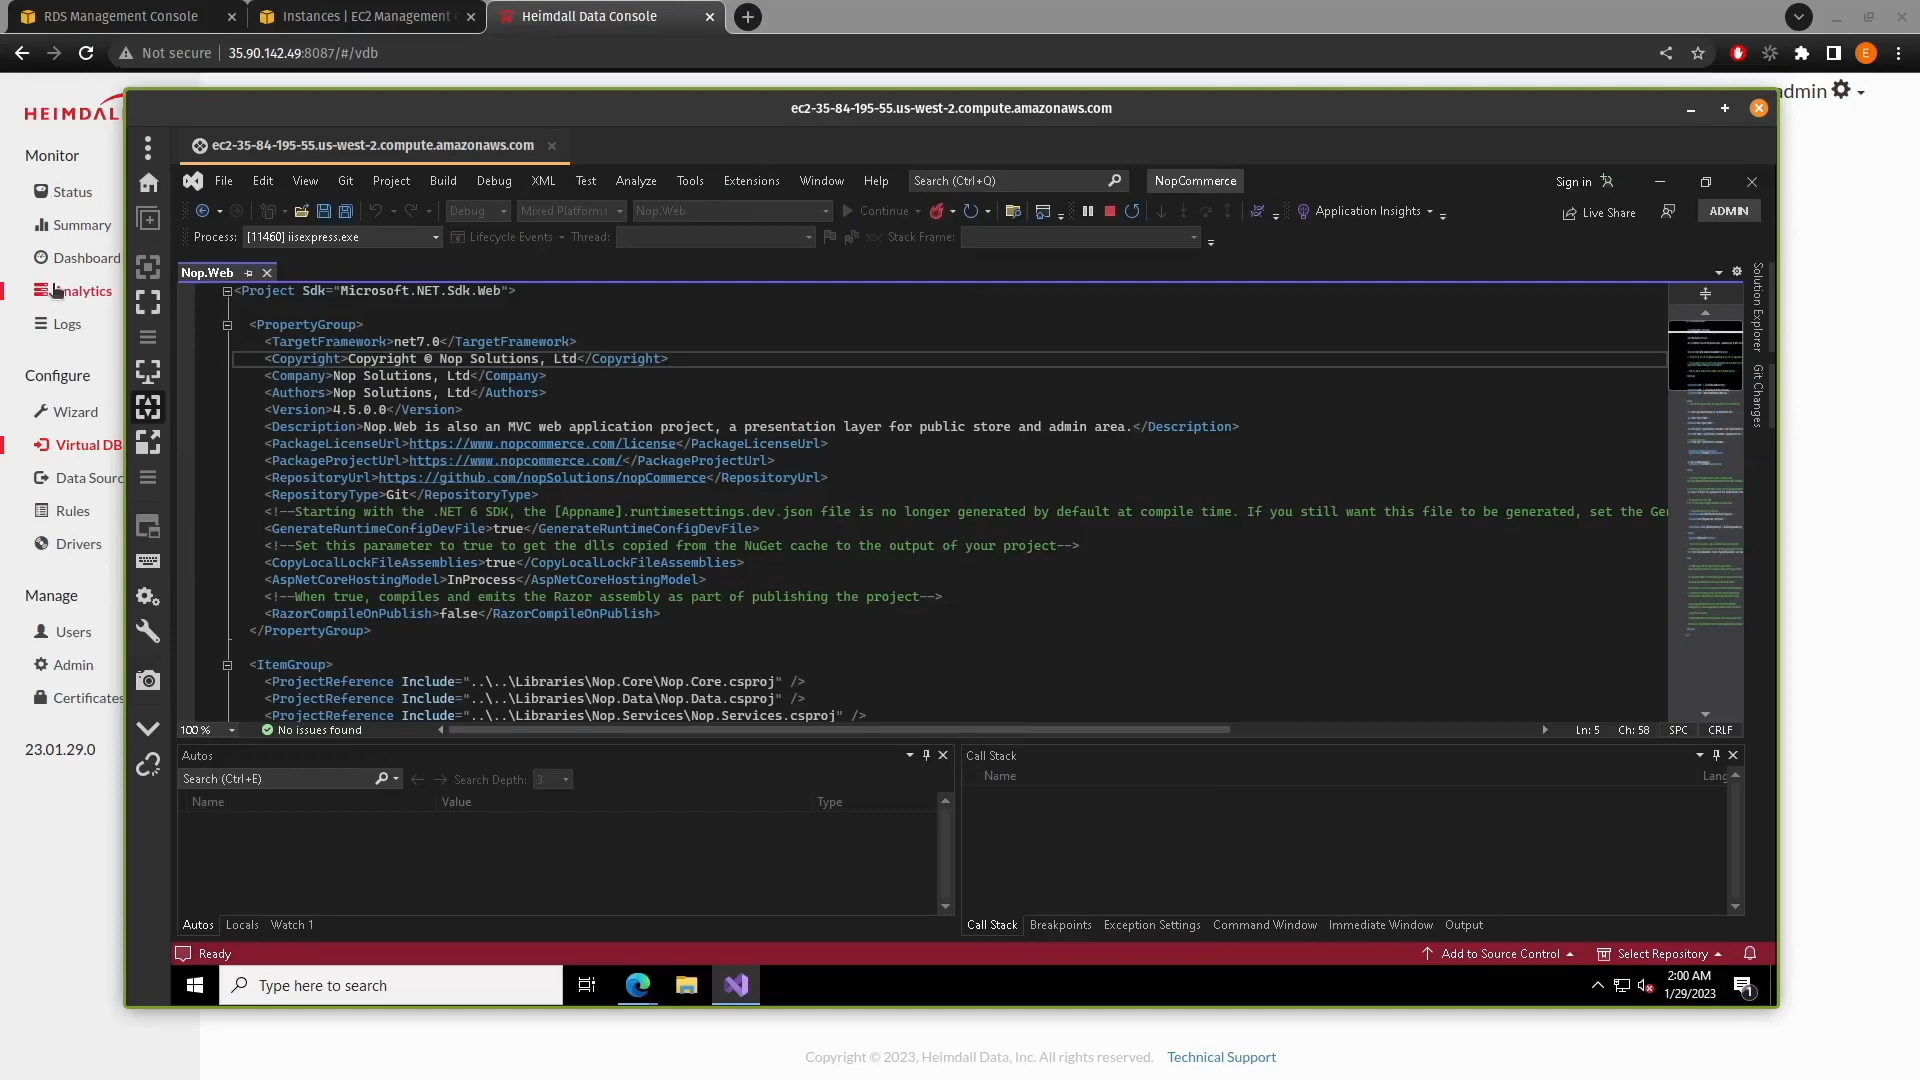 RDS Management Console
Instances | EC2 Management
Heimdall Data Console
Not secure
35.90.142.49:8087/#/vdb
E
HEIMDALL
admin
Monitor
Status
Summary
Dashboard
Analytics
Logs
Configure
Wizard
Virtual DB
Data Sourc
Rules
Drivers
Manage
Users
Admin
Certificates
23.01.29.0
ec2-35-84-195-55.us-west-2.compute.amazonaws.com
ec2-35-84-195-55.us-west-2.compute.amazonaws.com
File Edit View Git Project Build Debug XML Test Analyze Tools Extensions Window Help Search (Ctrl+Q) NopCommerce Sign in
Debug Mixed Platforms Nop.Web Continue Application Insights Live Share ADMIN
Process: [11460] iisexpress.exe Lifecycle Events Thread: Stack Frame:
Nop.Web
Solution Explorer
Git Changes
<Project Sdk="Microsoft.NET.Sdk.Web">
<PropertyGroup>
<TargetFramework>net7.0</TargetFramework>
<Copyright>Copyright © Nop Solutions, Ltd</Copyright>
<Company>Nop Solutions, Ltd</Company>
<Authors>Nop Solutions, Ltd</Authors>
<Version>4.5.0.0</Version>
<Description>Nop.Web is also an MVC web application project, a presentation layer for public store and admin area.</Description>
<PackageLicenseUrl>https://www.nopcommerce.com/license</PackageLicenseUrl>
<PackageProjectUrl>https://www.nopcommerce.com/</PackageProjectUrl>
<RepositoryUrl>https://github.com/nopSolutions/nopCommerce</RepositoryUrl>
<RepositoryType>Git</RepositoryType>
<!--Starting with the .NET 6 SDK, the [Appname].runtimesettings.dev.json file is no longer generated by default at compile time. If you still want this file to be generated, set the Ge
<GenerateRuntimeConfigDevFile>true</GenerateRuntimeConfigDevFile>
<!--Set this parameter to true to get the dlls copied from the NuGet cache to the output of your project-->
<CopyLocalLockFileAssemblies>true</CopyLocalLockFileAssemblies>
<AspNetCoreHostingModel>InProcess</AspNetCoreHostingModel>
<!--When true, compiles and emits the Razor assembly as part of publishing the project-->
<RazorCompileOnPublish>false</RazorCompileOnPublish>
</PropertyGroup>
<ItemGroup>
<ProjectReference Include="..\..\Libraries\Nop.Core\Nop.Core.csproj" />
<ProjectReference Include="..\..\Libraries\Nop.Data\Nop.Data.csproj" />
<ProjectReference Include="..\..\Libraries\Nop.Services\Nop.Services.csproj" />
100 % No issues found Ln: 5 Ch: 58 SPC CRLF
Autos
Search (Ctrl+E) Search Depth: 3
Name Value Type
Autos Locals Watch 1
Call Stack
Name Lang
Call Stack Breakpoints Exception Settings Command Window Immediate Window Output
Ready Add to Source Control Select Repository
Type here to search
2:00 AM
1/29/2023
1
Copyright © 2023, Heimdall Data, Inc. All rights reserved. Technical Support